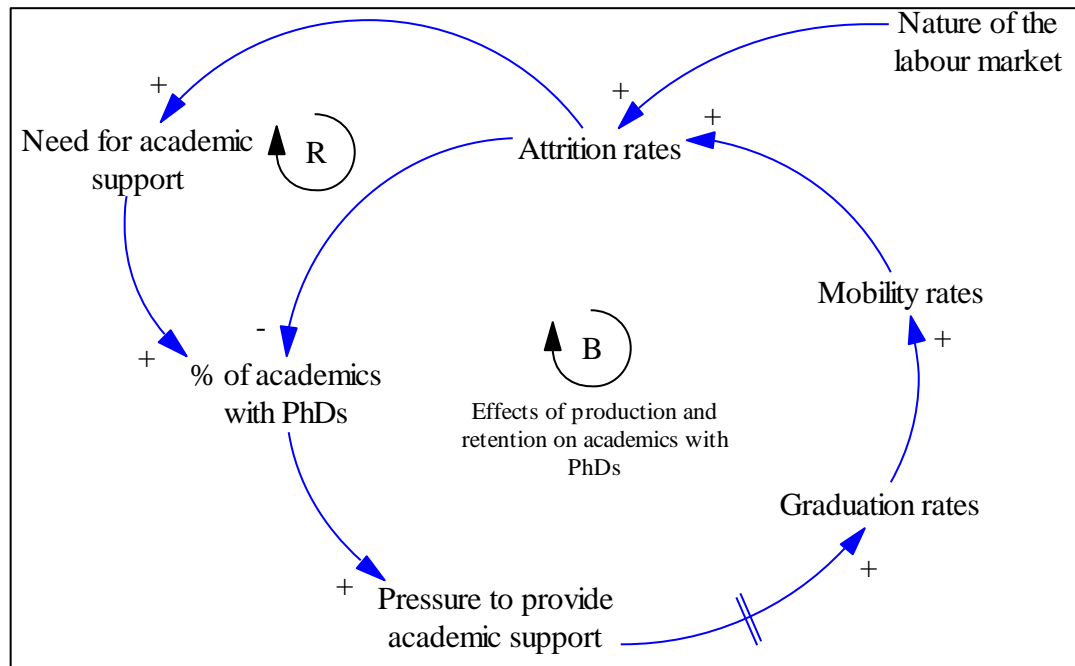 Nature of the
labour market
+
+
+
Need for academic
support
R
Attrition rates
Mobility rates
-
+
+
B
% of academics
with PhDs
Effects of production and
retention on academics with
PhDs
Graduation rates
+
+
Pressure to provide
academic support